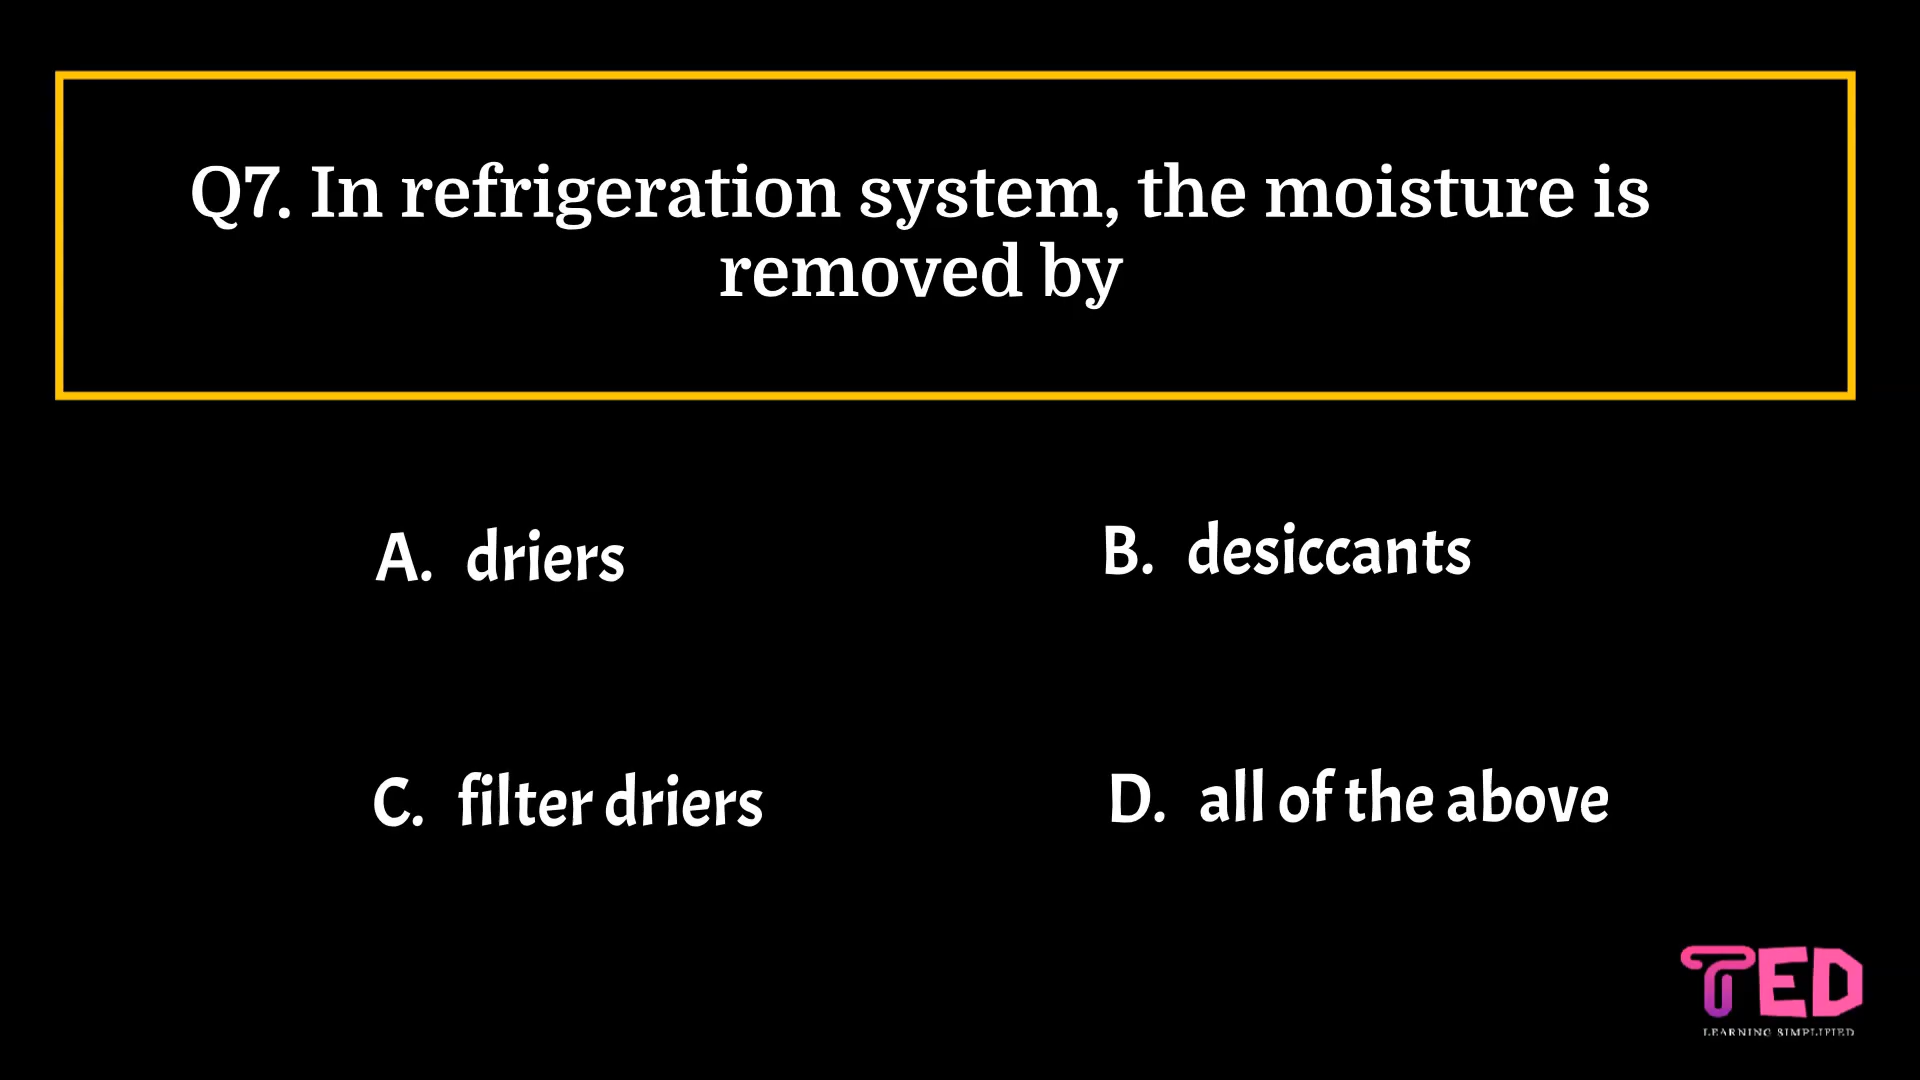 Q7. In refrigeration system, the moisture is
removed by
A. driers
B. desiccants
C. filter driers
D. all of the above
TED
LEARNING SIMPLIFIED